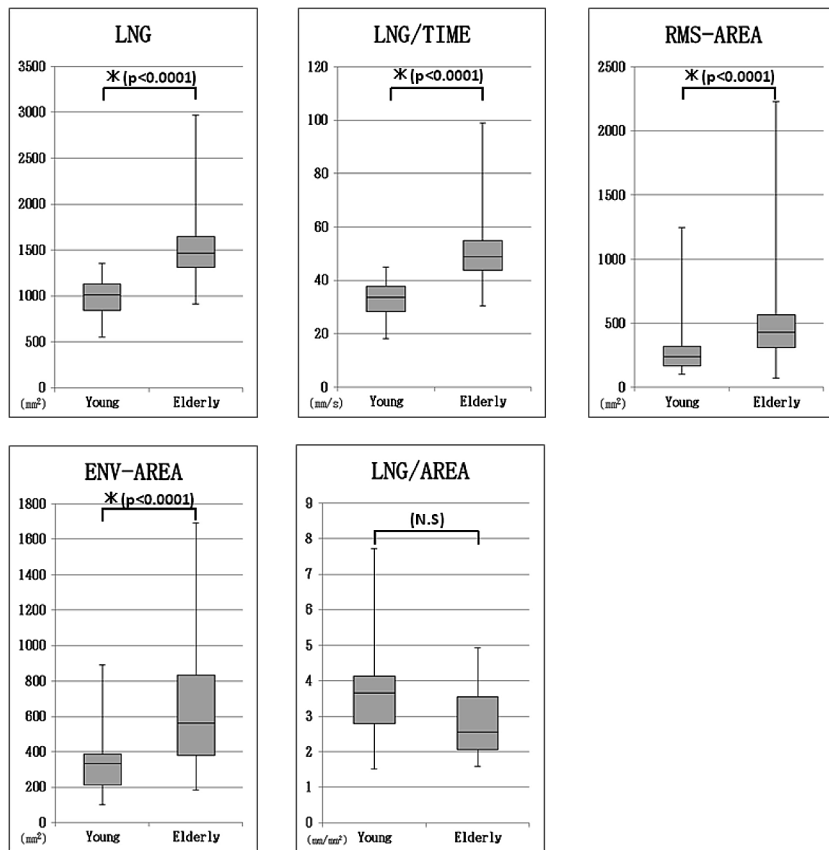 LNG
3500
3000
2500
2000
1500
1000
500
0
*(p<0.0001)
(mm²)
Young Elderly
LNG/TIME
120
100
80
60
40
20
0
*(p<0.0001)
(mm/s)
Young Elderly
RMS-AREA
2500
2000
1500
1000
500
0
*(p<0.0001)
(mm²)
Young Elderly
ENV-AREA
1800
1600
1400
1200
1000
800
600
400
200
0
*(p<0.0001)
(mm²)
Young Elderly
LNG/AREA
9
8
7
6
5
4
3
2
1
0
(N.S)
(mm/mm²)
Young Elderly